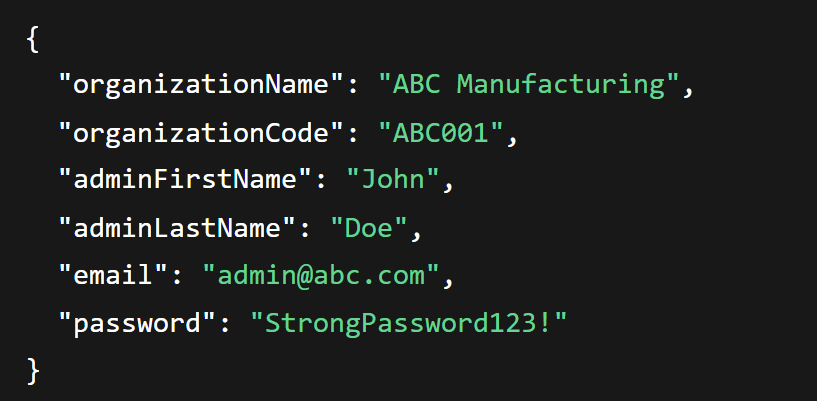 {
  "organizationName": "ABC Manufacturing",
  "organizationCode": "ABC001",
  "adminFirstName": "John",
  "adminLastName": "Doe",
  "email": "admin@abc.com",
  "password": "StrongPassword123!"
}